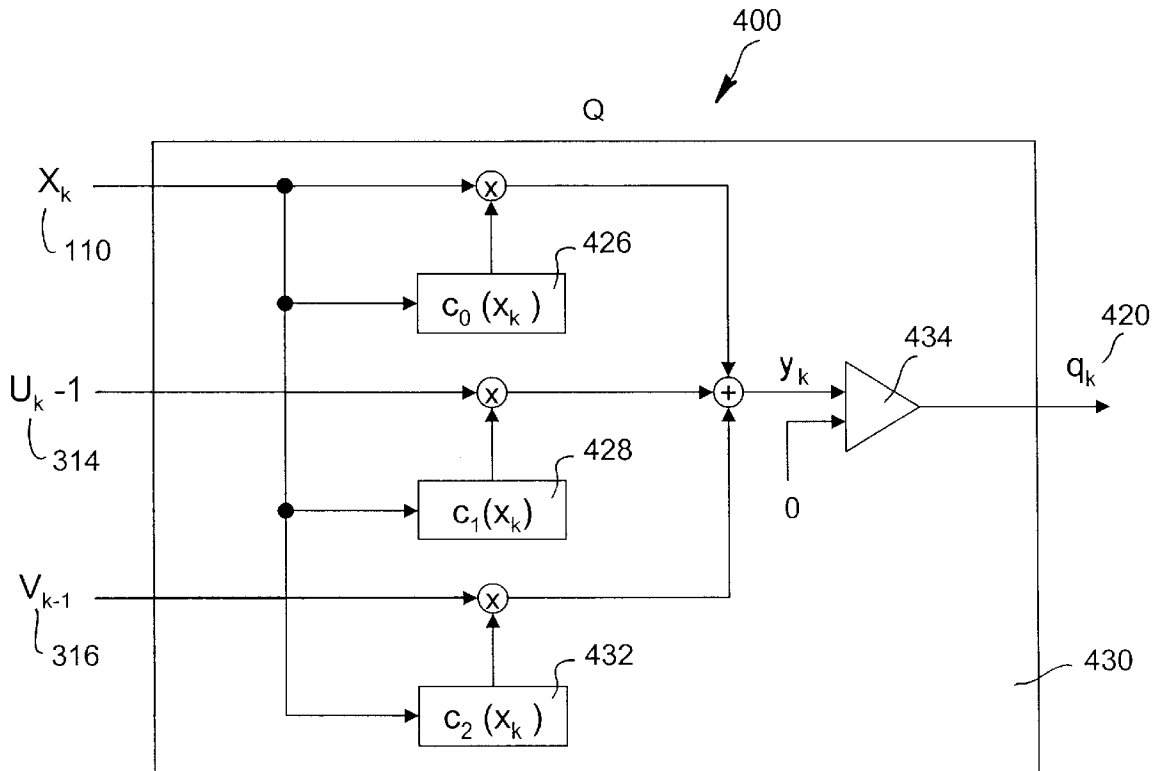 400
Q
X_k
x
110
426
c_0 (x_k )
434
420
U_k -1
x
+
y_k
q_k
314
428
0
c_1(x_k)
V_{k-1}
x
316
432
430
c_2 (x_k )